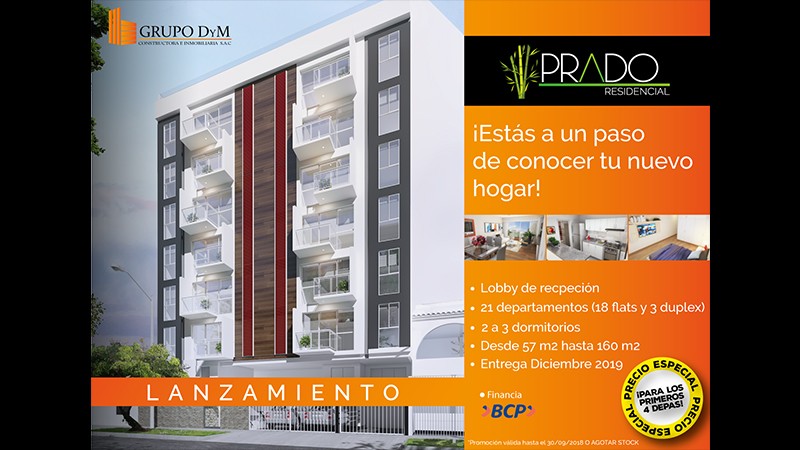 GRUPO DyM
CONSTRUCTORA E INMOBILIARIA S.A.C
PRADO
RESIDENCIAL
¡Estás a un paso
de conocer tu nuevo
hogar!
• Lobby de recpeción
• 21 departamentos (18 flats y 3 duplex)
• 2 a 3 dormitorios
• Desde 57 m2 hasta 160 m2
• Entrega Diciembre 2019
LANZAMIENTO
• Financia
BCP
PRECIO ESPECIAL PRECIO ESPECIAL
¡PARA LOS
PRIMEROS
4 DEPAS!
*Promoción válida hasta el 30/09/2018 O AGOTAR STOCK